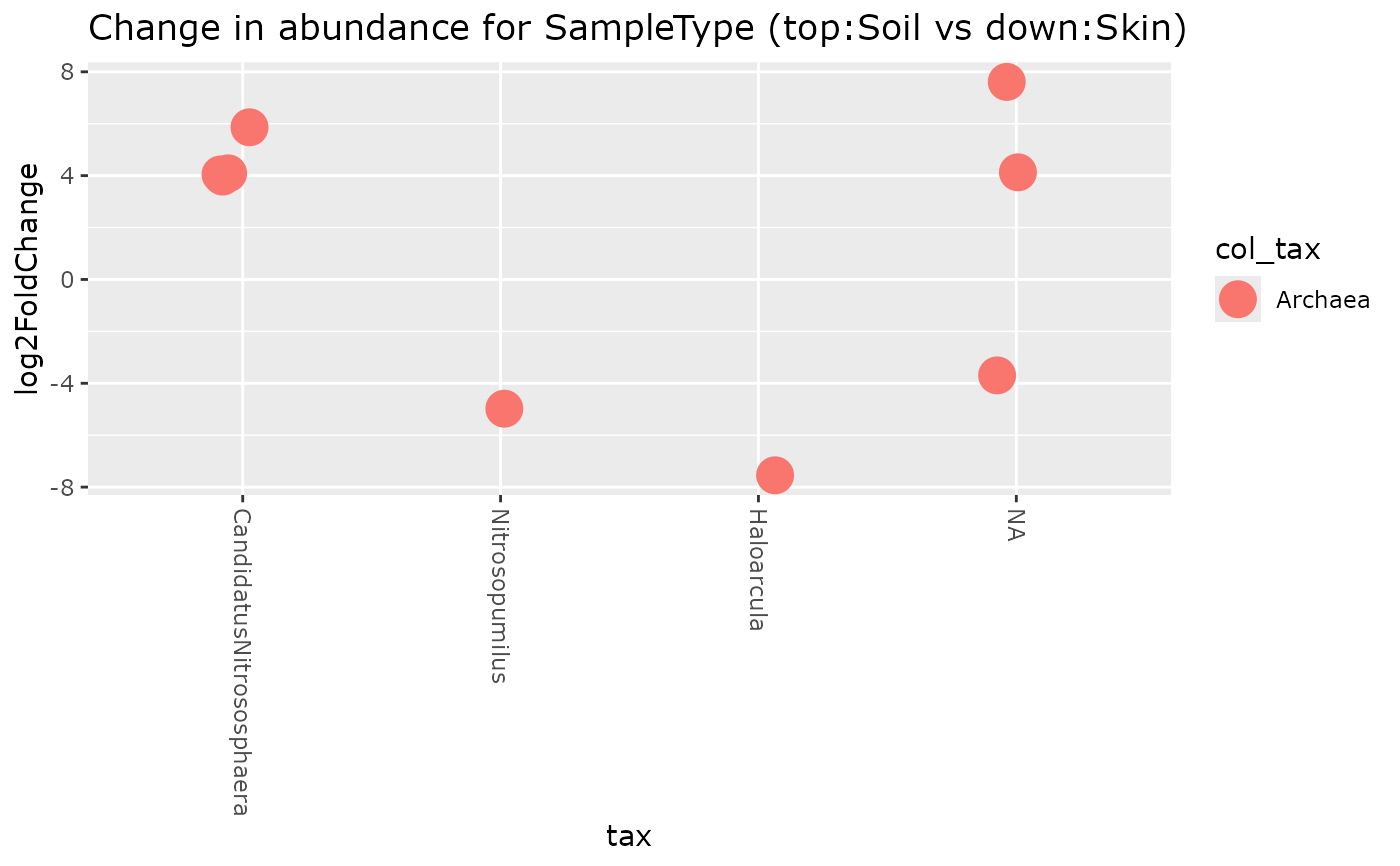 Change in abundance for SampleType (top:Soil vs down:Skin)
log2FoldChange
8
4
0
-4
-8
CandidatusNitrososphaera
Nitrosopumilus
Haloarcula
NA
tax
col_tax
Archaea